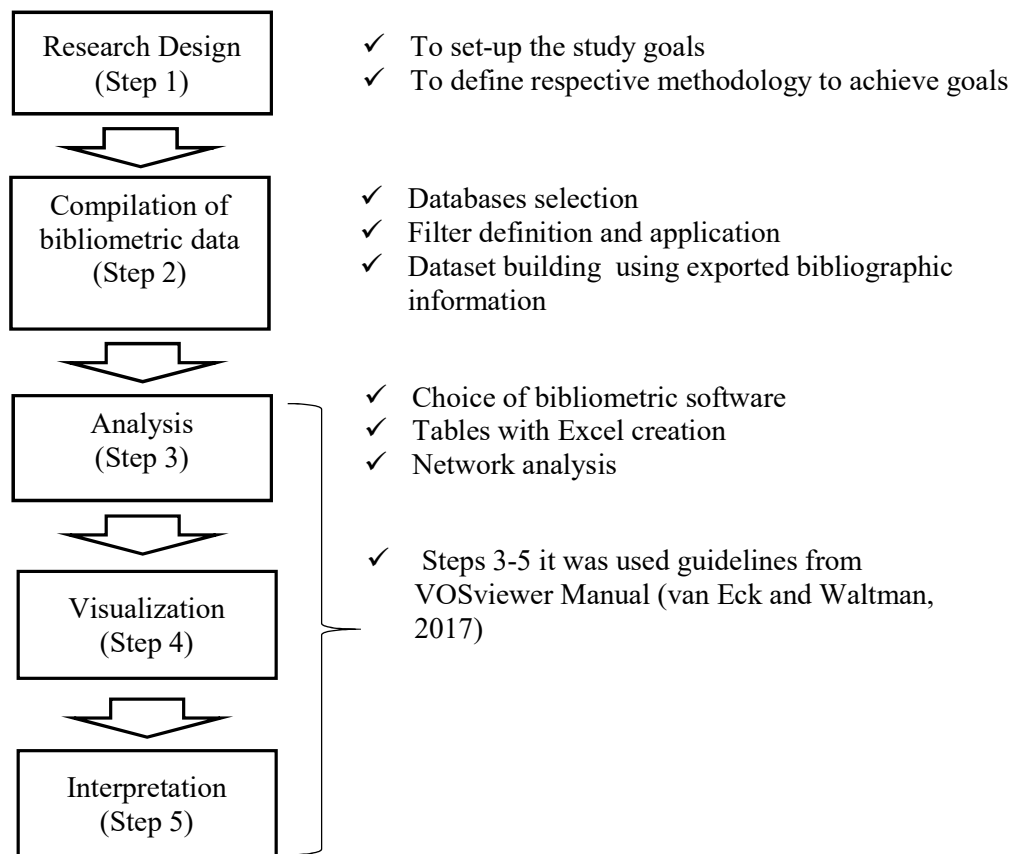 Research Design
(Step 1)
✓ To set-up the study goals
✓ To define respective methodology to achieve goals
Compilation of
bibliometric data
(Step 2)
✓ Databases selection
✓ Filter definition and application
✓ Dataset building using exported bibliographic
information
Analysis
(Step 3)
✓ Choice of bibliometric software
✓ Tables with Excel creation
✓ Network analysis
✓ Steps 3-5 it was used guidelines from
VOSviewer Manual (van Eck and Waltman,
2017)
Visualization
(Step 4)
Interpretation
(Step 5)